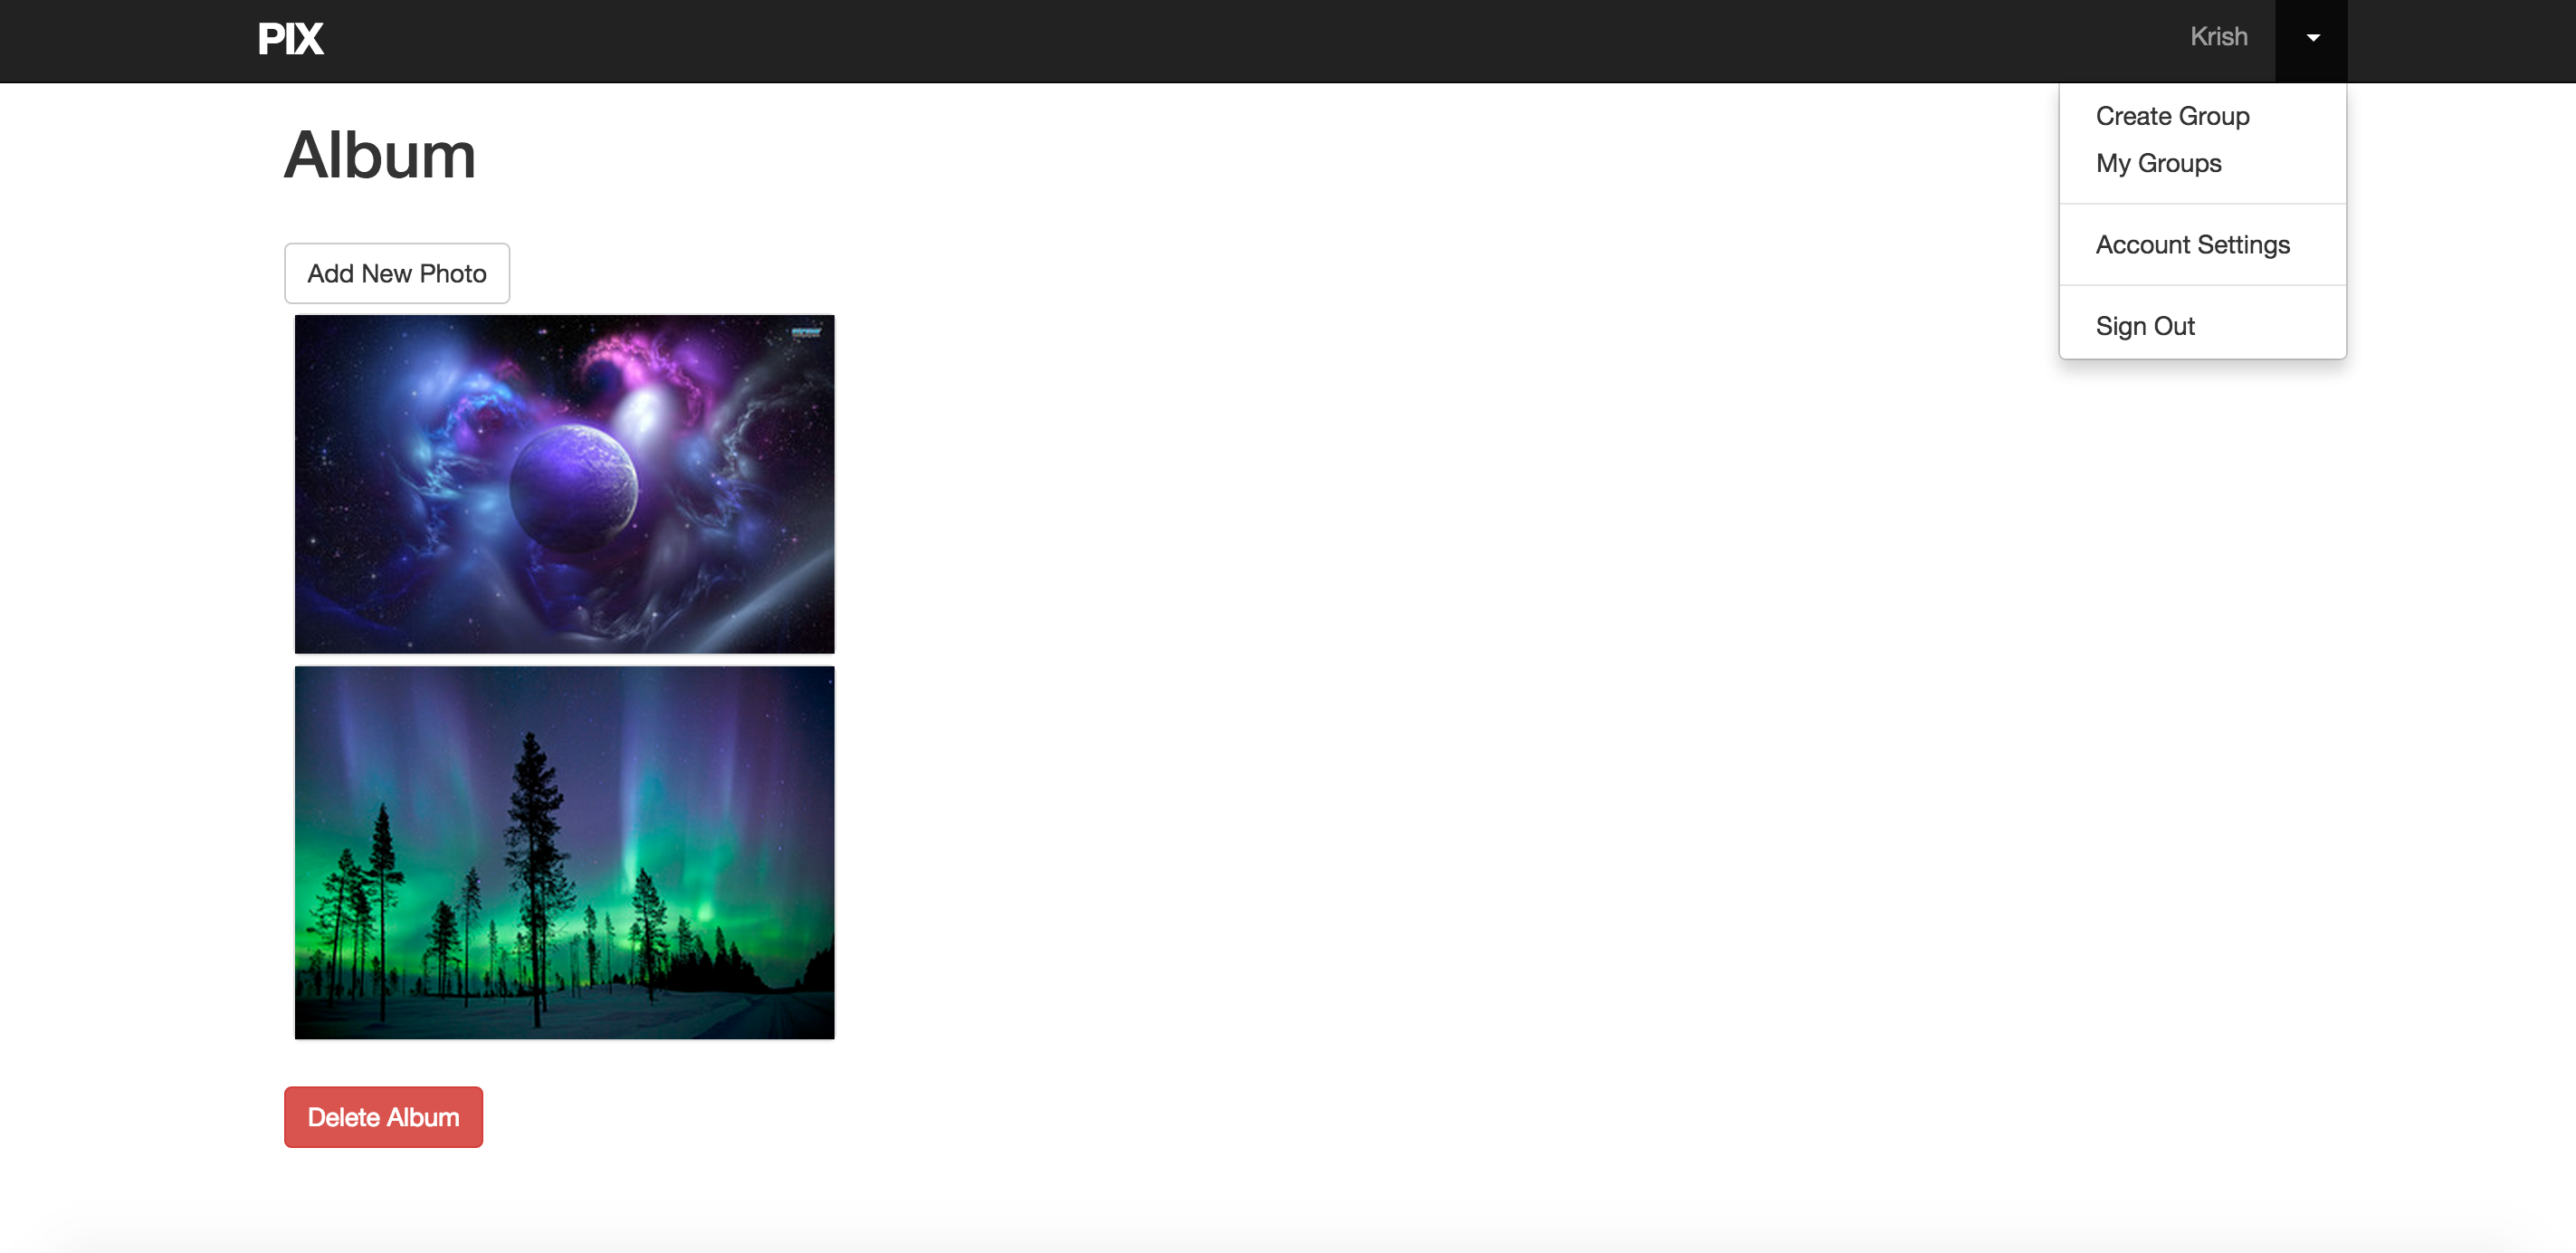 PIX
Krish
Create Group
My Groups
Account Settings
Sign Out
Album
Add New Photo
Delete Album